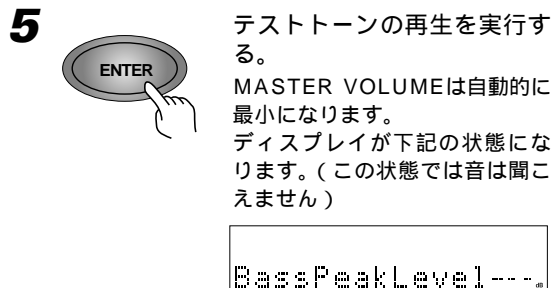 5
ENTER
テストトーンの再生を実行す
る。
MASTER VOLUMEは自動的に
最小になります。
ディスプレイが下記の状態にな
ります。(この状態では音は聞こ
えません)
BassPeakLevel---dB